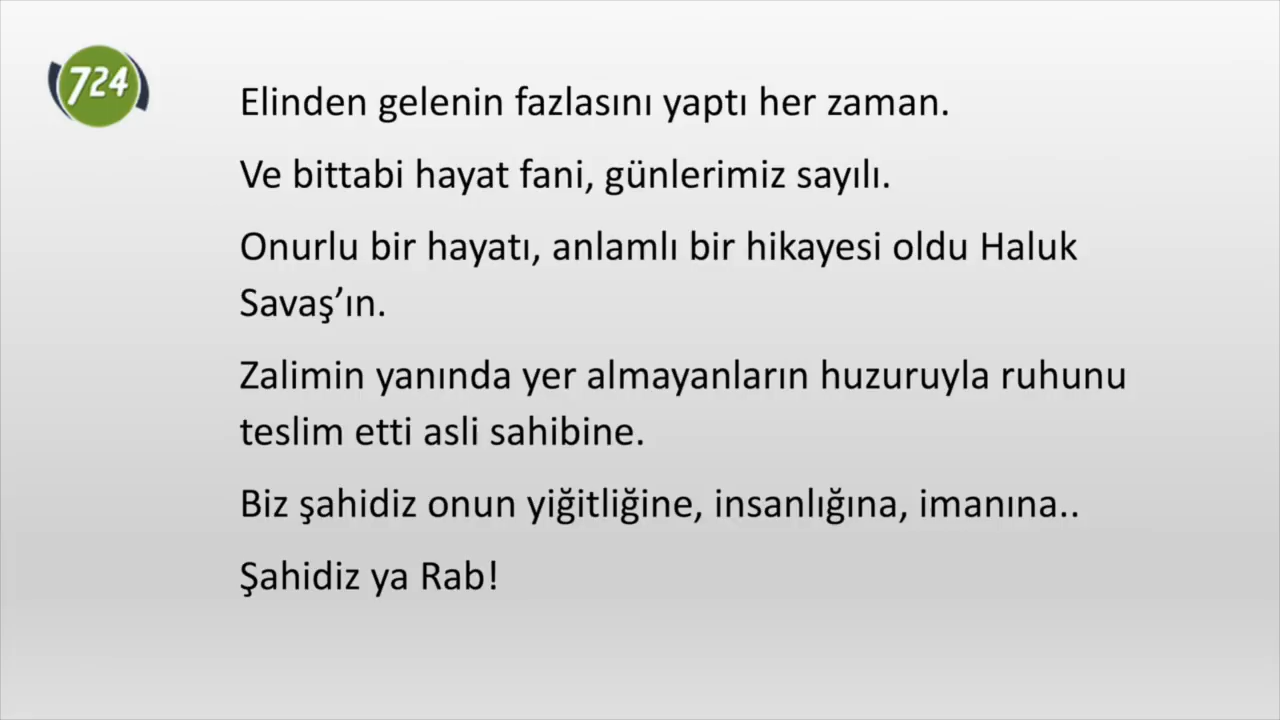 724
Elinden gelenin fazlasını yaptı her zaman.
Ve bittabi hayat fani, günlerimiz sayılı.
Onurlu bir hayatı, anlamlı bir hikayesi oldu Haluk
Savaş’ın.
Zalimin yanında yer almayanların huzuruyla ruhunu
teslim etti asli sahibine.
Biz şahidiz onun yiğitliğine, insanlığına, imanına..
Şahidiz ya Rab!